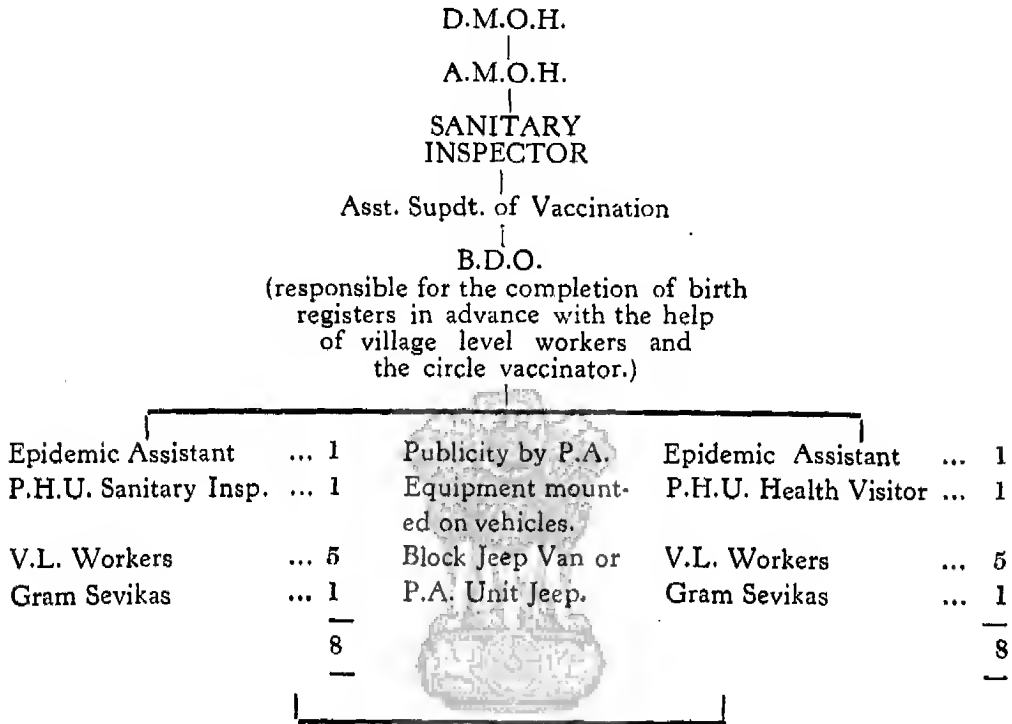 D.M.O.H.
A.M.O.H.
SANITARY
INSPECTOR
Asst. Supdt. of Vaccination
B.D.O.
(responsible for the completion of birth
registers in advance with the help
of village level workers and
the circle vaccinator.)
Epidemic Assistant ... 1
P.H.U. Sanitary Insp. ... 1
V.L. Workers ... 5
Gram Sevikas ... 1
8
Publicity by P.A.
Equipment mount-
ed on vehicles.
Block Jeep Van or
P.A. Unit Jeep.
Epidemic Assistant ... 1
P.H.U. Health Visitor ... 1
V.L. Workers ... 5
Gram Sevikas ... 1
8